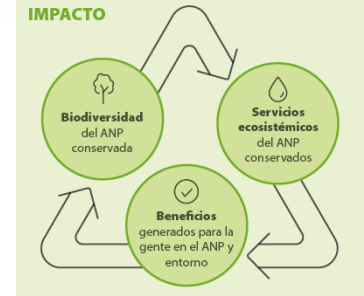 IMPACTO
Biodiversidad
del ANP
conservada
Servicios
ecosistémicos
del ANP
conservados
Beneficios
generados para la
gente en el ANP y
entorno